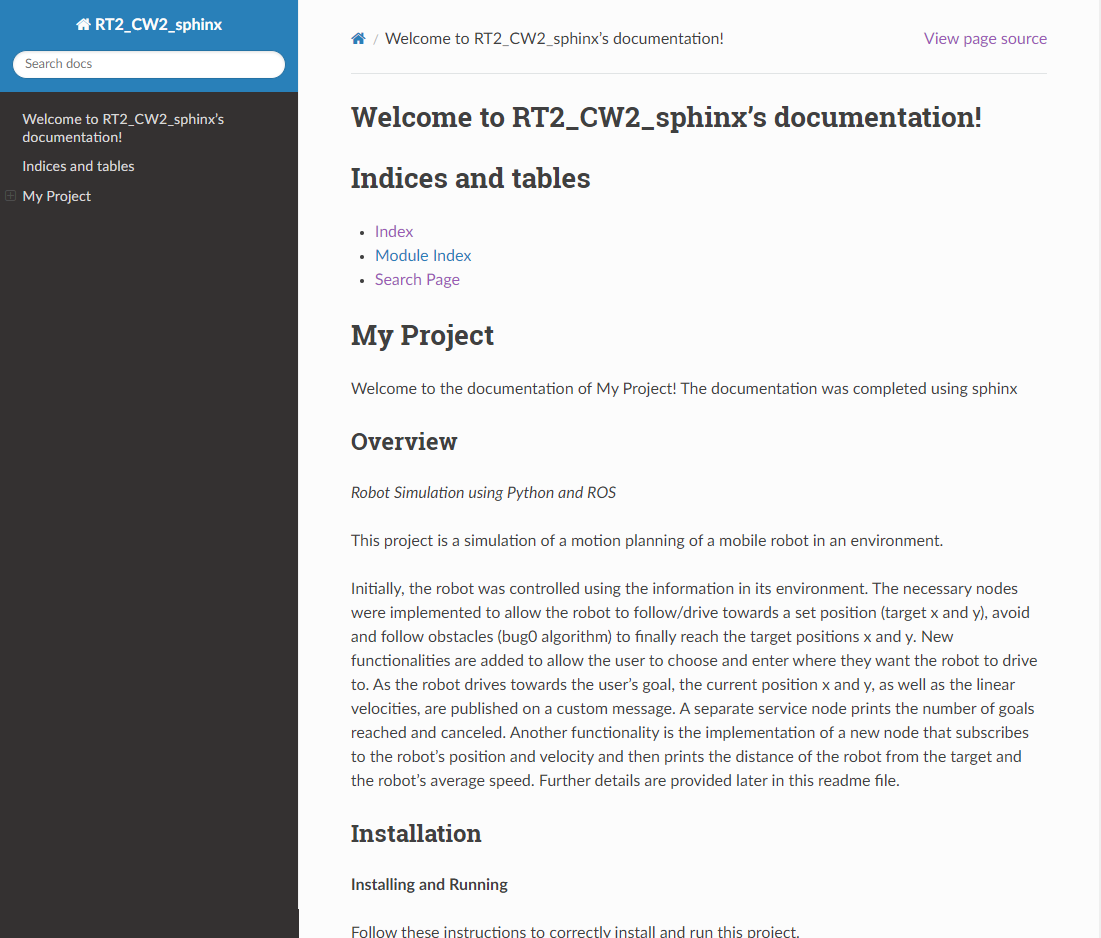 RT2_CW2_sphinx
Search docs
Welcome to RT2_CW2_sphinx’s
documentation!
Indices and tables
My Project
/ Welcome to RT2_CW2_sphinx’s documentation!
View page source
Welcome to RT2_CW2_sphinx’s documentation!
Indices and tables
• Index
• Module Index
• Search Page
My Project
Welcome to the documentation of My Project! The documentation was completed using sphinx
Overview
Robot Simulation using Python and ROS
This project is a simulation of a motion planning of a mobile robot in an environment.
Initially, the robot was controlled using the information in its environment. The necessary nodes
were implemented to allow the robot to follow/drive towards a set position (target x and y), avoid
and follow obstacles (bug0 algorithm) to finally reach the target positions x and y. New
functionalities are added to allow the user to choose and enter where they want the robot to drive
to. As the robot drives towards the user’s goal, the current position x and y, as well as the linear
velocities, are published on a custom message. A separate service node prints the number of goals
reached and canceled. Another functionality is the implementation of a new node that subscribes
to the robot’s position and velocity and then prints the distance of the robot from the target and
the robot’s average speed. Further details are provided later in this readme file.
Installation
Installing and Running
Follow these instructions to correctly install and run this project.